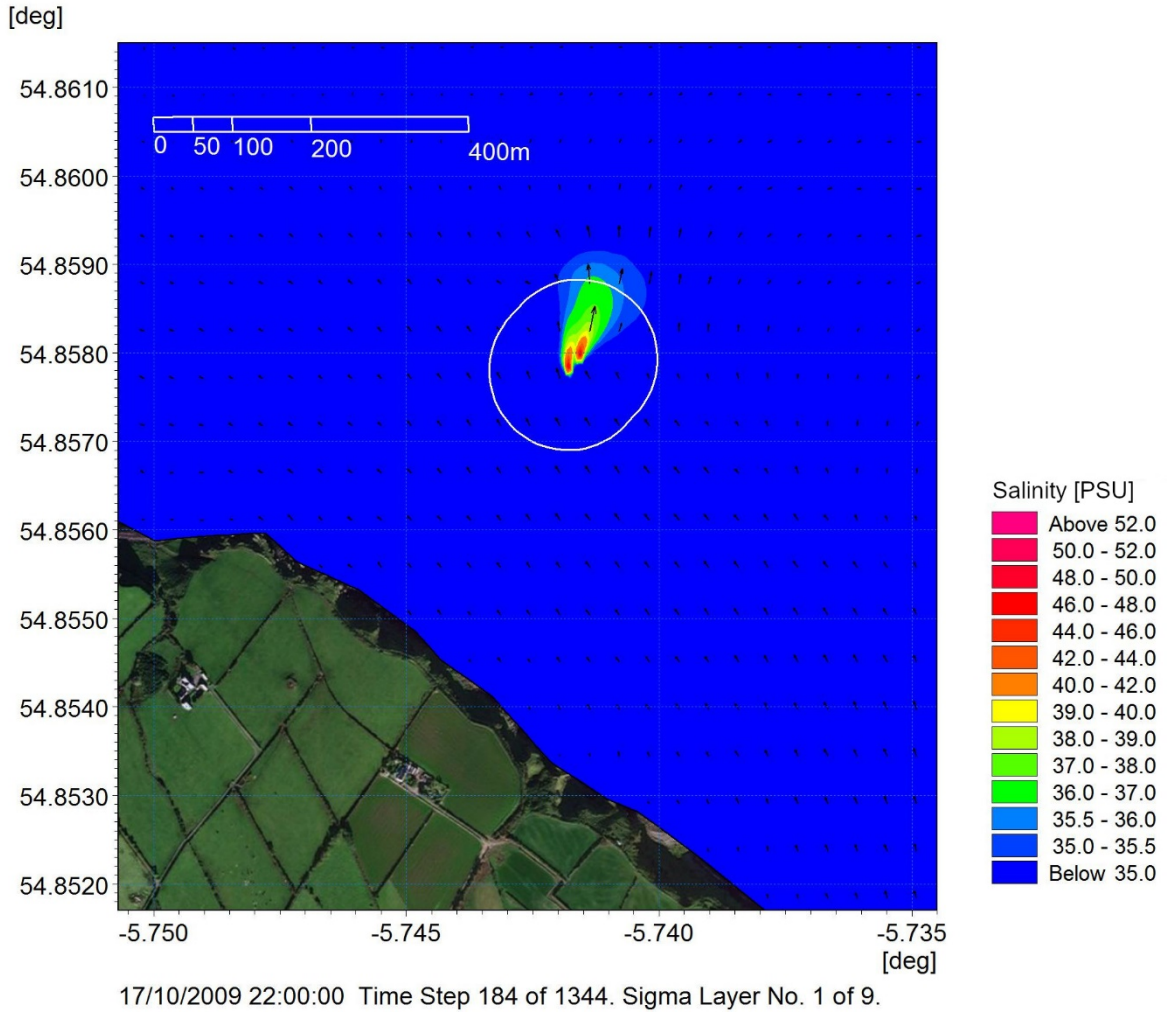 [deg]
54.8610
54.8600
54.8590
54.8580
54.8570
54.8560
54.8550
54.8540
54.8530
54.8520
0 50 100 200 400m
-5.750 -5.745 -5.740 -5.735
[deg]
Salinity [PSU]
Above 52.0
50.0 - 52.0
48.0 - 50.0
46.0 - 48.0
44.0 - 46.0
42.0 - 44.0
40.0 - 42.0
39.0 - 40.0
38.0 - 39.0
37.0 - 38.0
36.0 - 37.0
35.5 - 36.0
35.0 - 35.5
Below 35.0
17/10/2009 22:00:00 Time Step 184 of 1344. Sigma Layer No. 1 of 9.